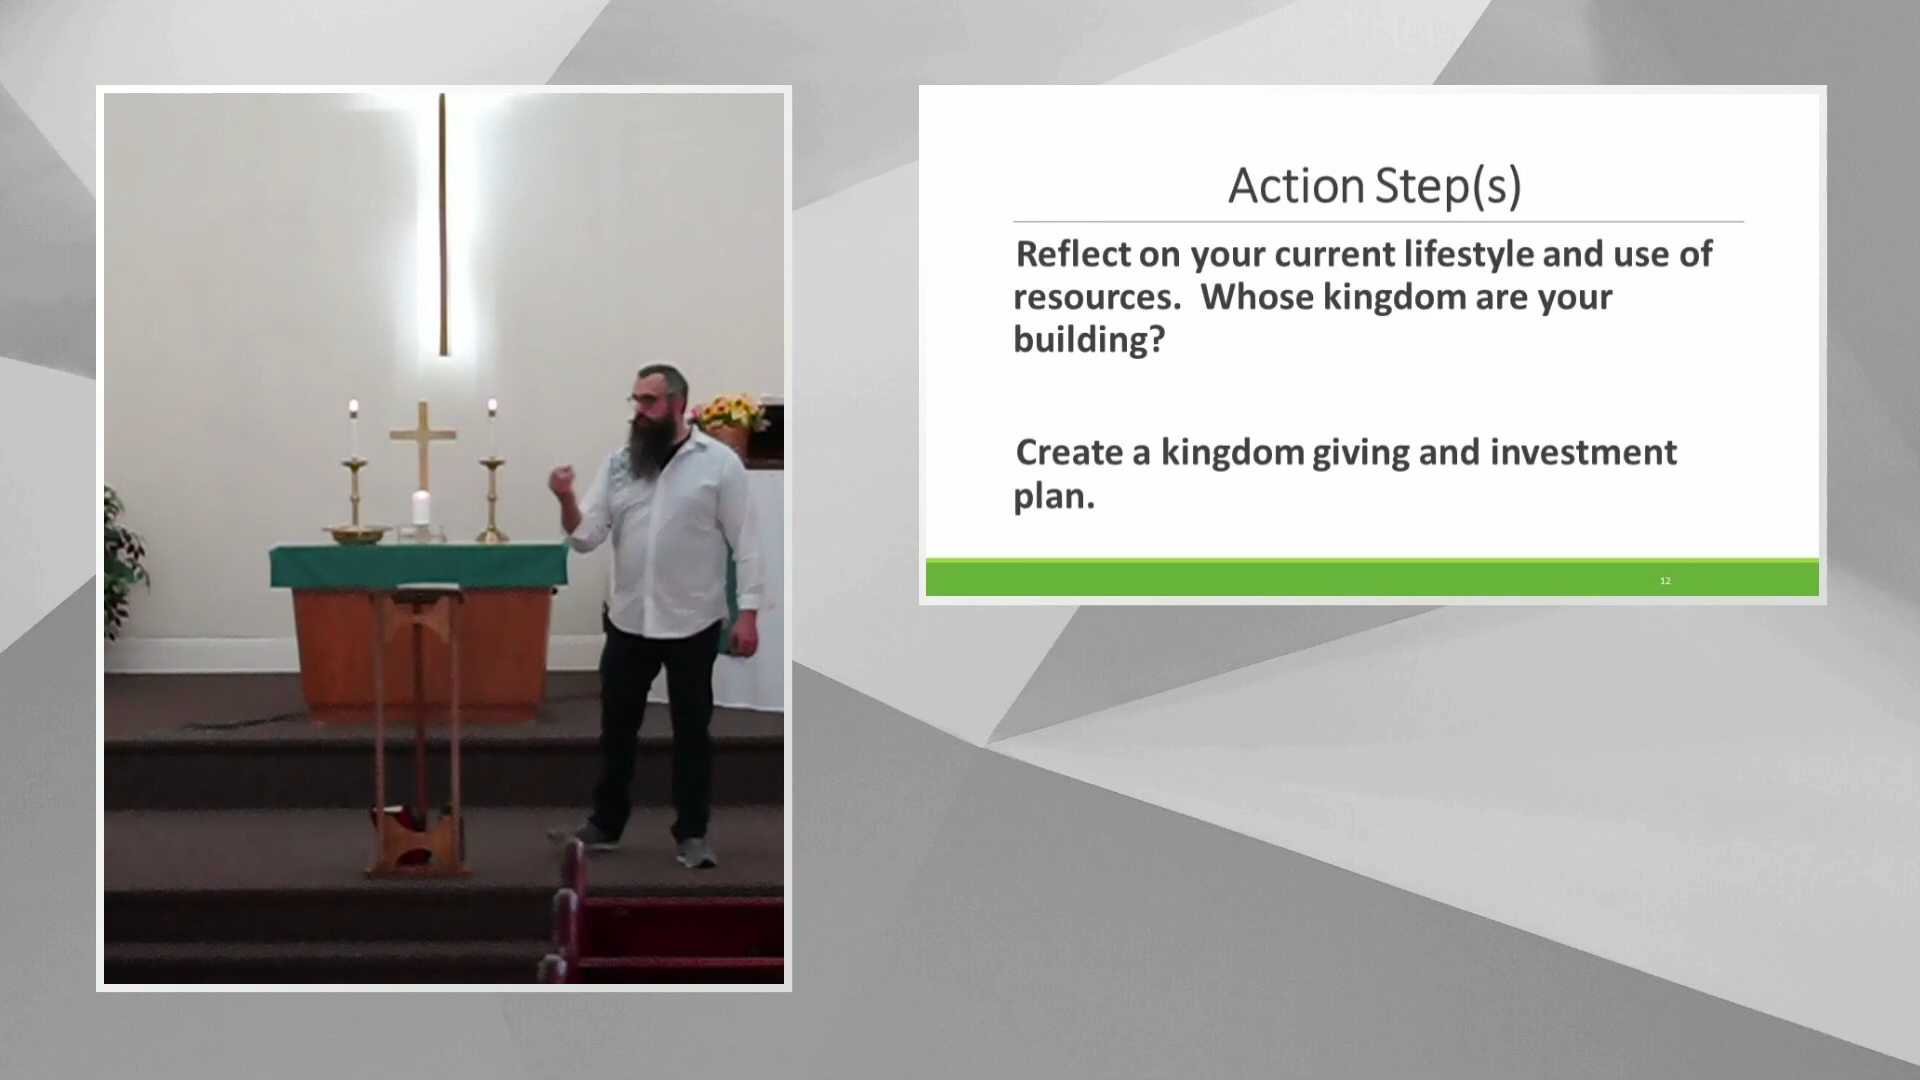 Action Step(s)
Reflect on your current lifestyle and use of
resources.  Whose kingdom are your
building?
Create a kingdom giving and investment
plan.
12